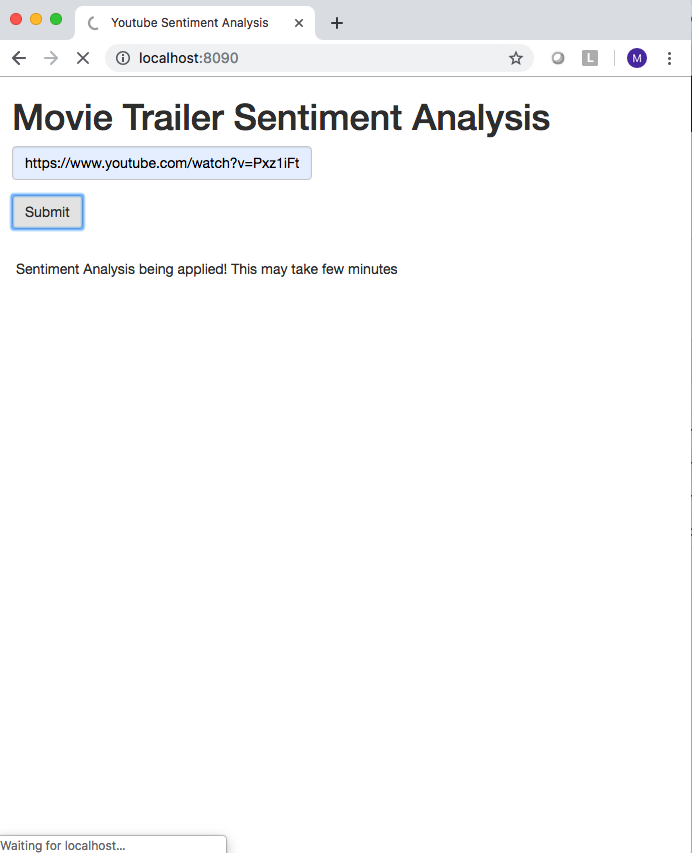 Youtube Sentiment Analysis
localhost:8090
L
M
Movie Trailer Sentiment Analysis
https://www.youtube.com/watch?v=Pxz1iFt
Submit
Sentiment Analysis being applied! This may take few minutes
Waiting for localhost...